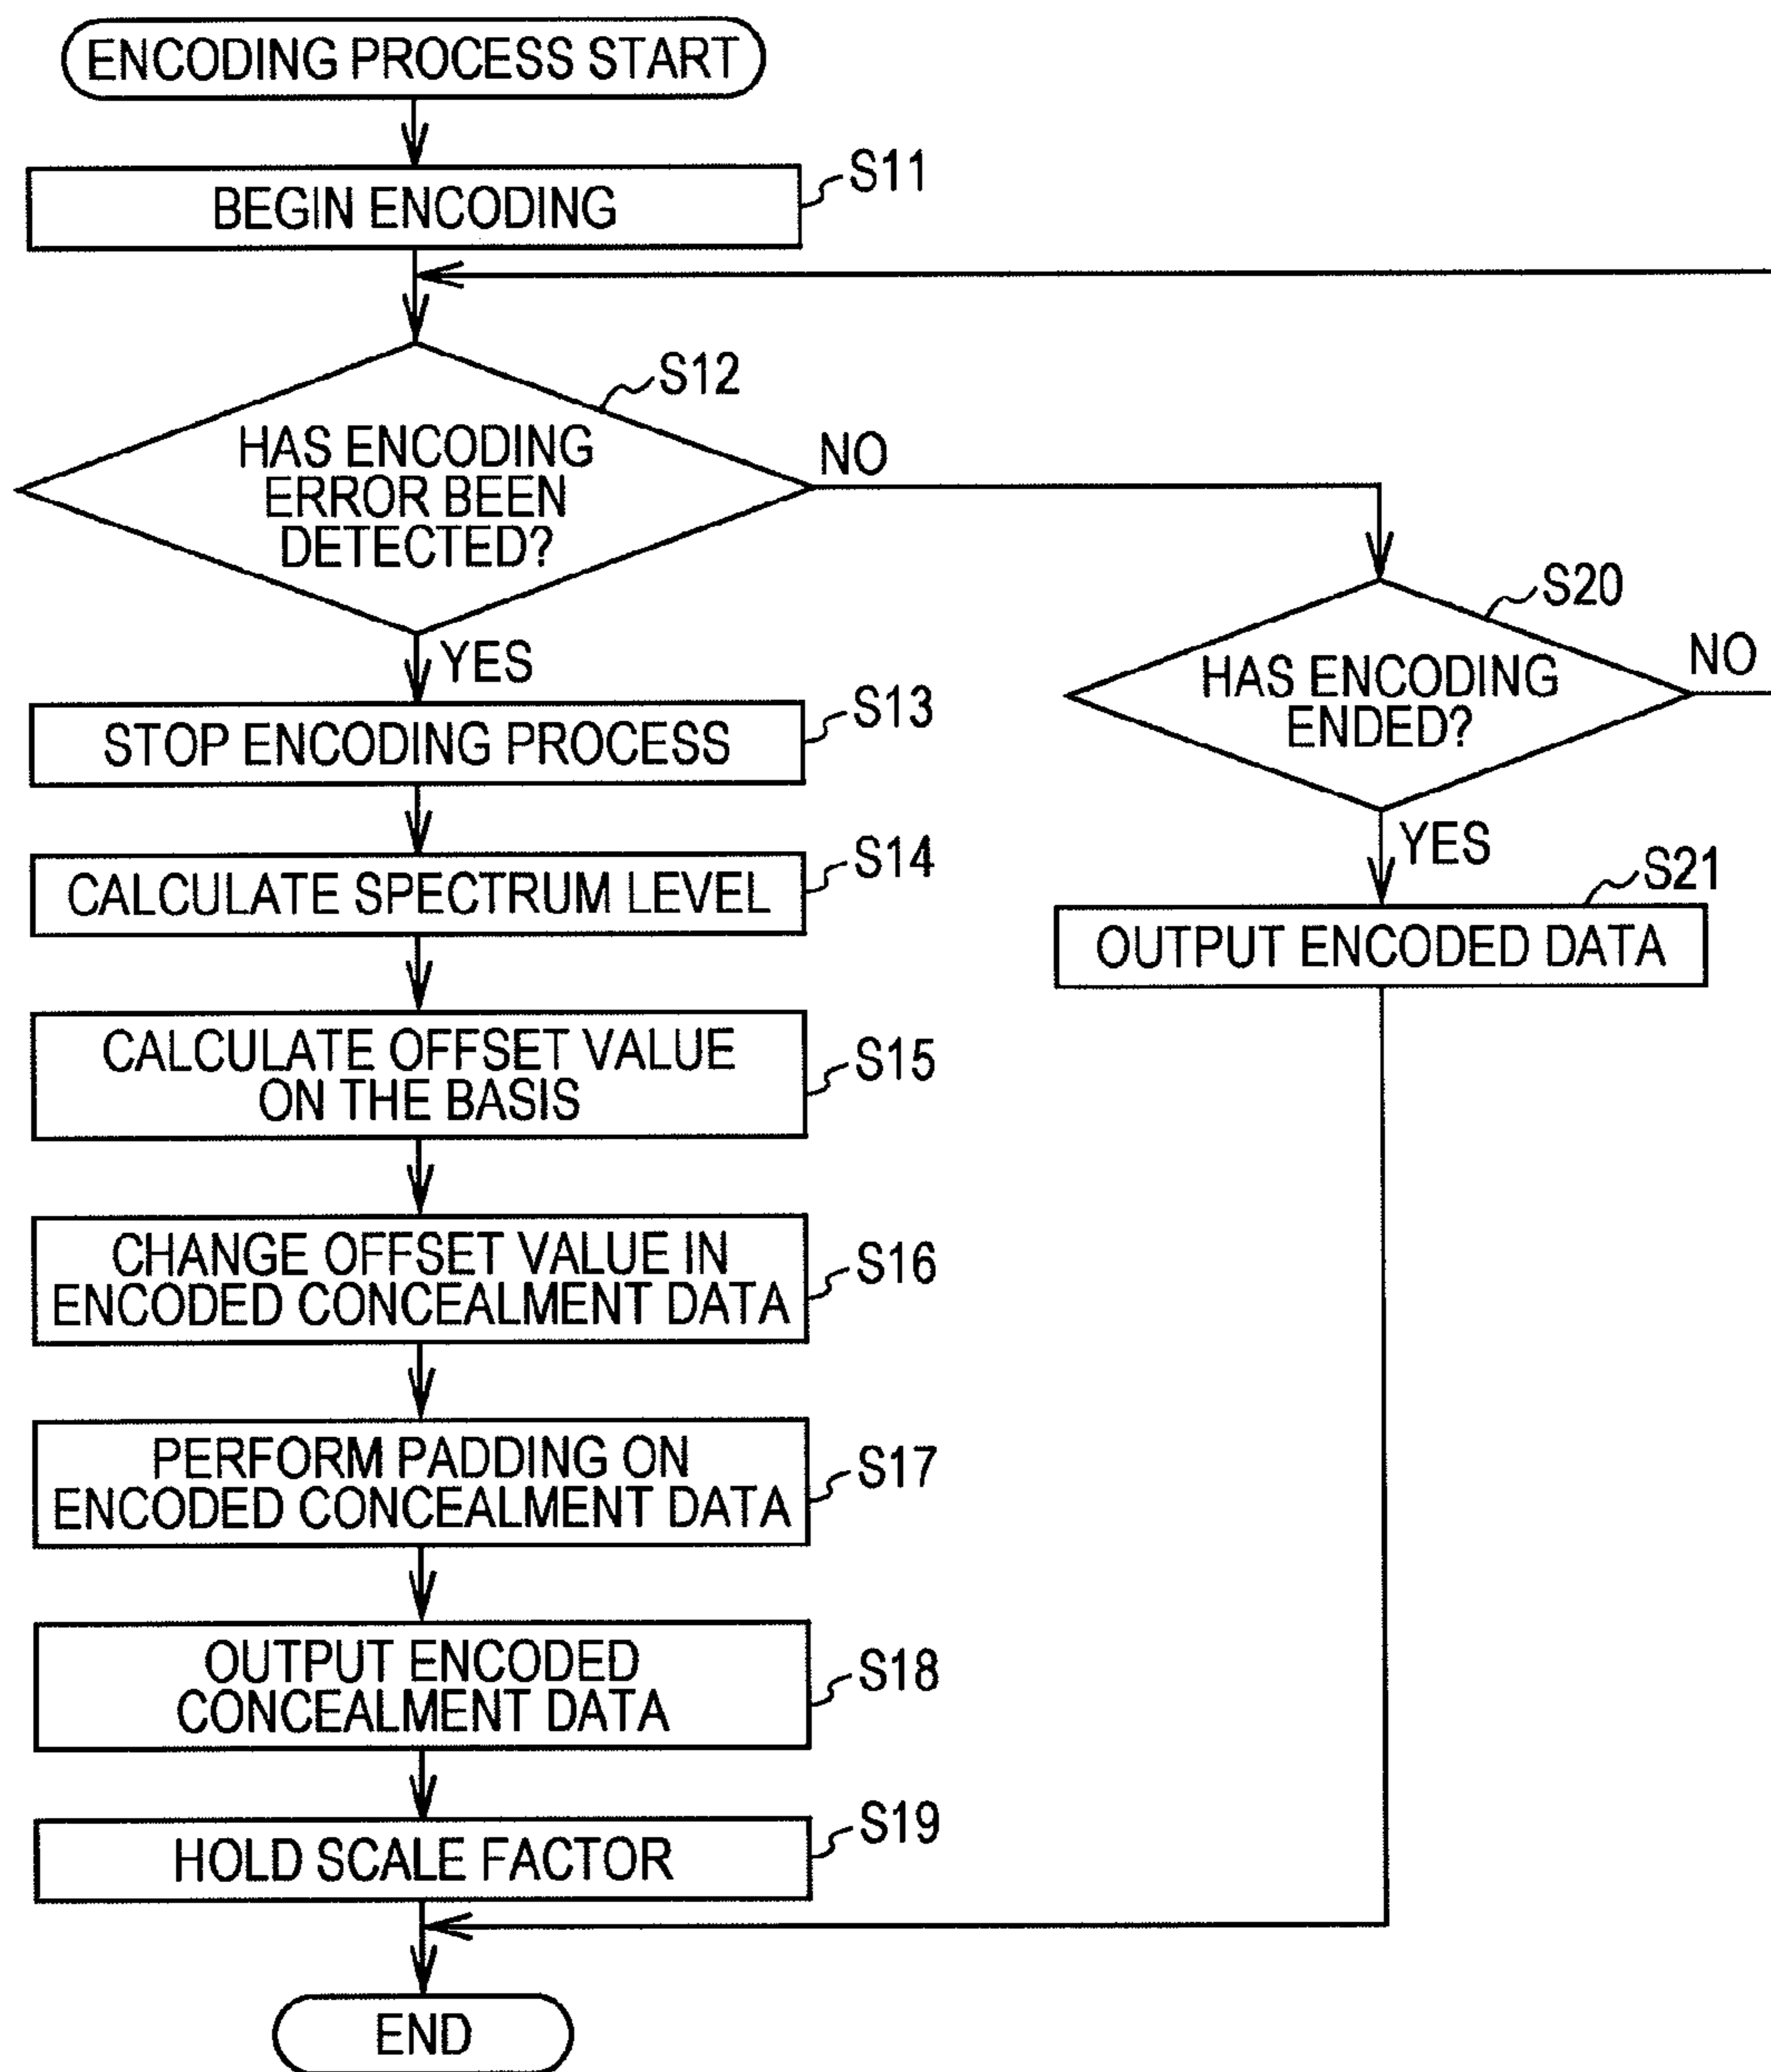 ENCODING PROCESS START
S11
BEGIN ENCODING
S12
HAS ENCODING
ERROR BEEN
DETECTED?
NO
YES
S20
HAS ENCODING
ENDED?
NO
YES
S21
OUTPUT ENCODED DATA
S13
STOP ENCODING PROCESS
S14
CALCULATE SPECTRUM LEVEL
S15
CALCULATE OFFSET VALUE
ON THE BASIS
S16
CHANGE OFFSET VALUE IN
ENCODED CONCEALMENT DATA
S17
PERFORM PADDING ON
ENCODED CONCEALMENT DATA
S18
OUTPUT ENCODED
CONCEALMENT DATA
S19
HOLD SCALE FACTOR
END